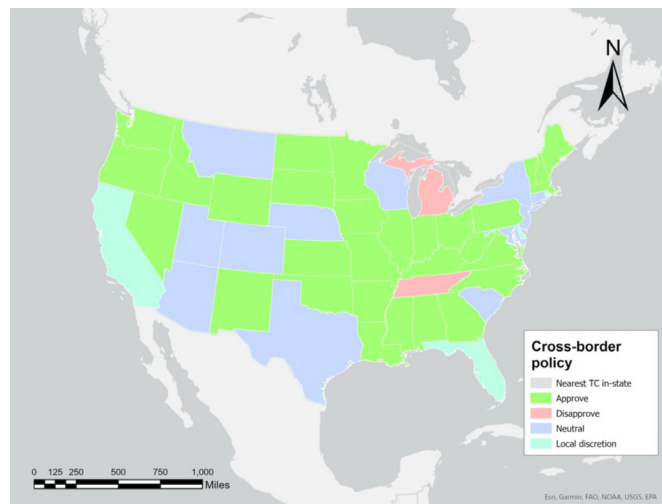 N
Cross-border
policy
Nearest TC in-state
Approve
Disapprove
Neutral
Local discretion
0 125 250 500 750 1,000
Miles
Esri, Garmin, FAO, NOAA, USGS, EPA